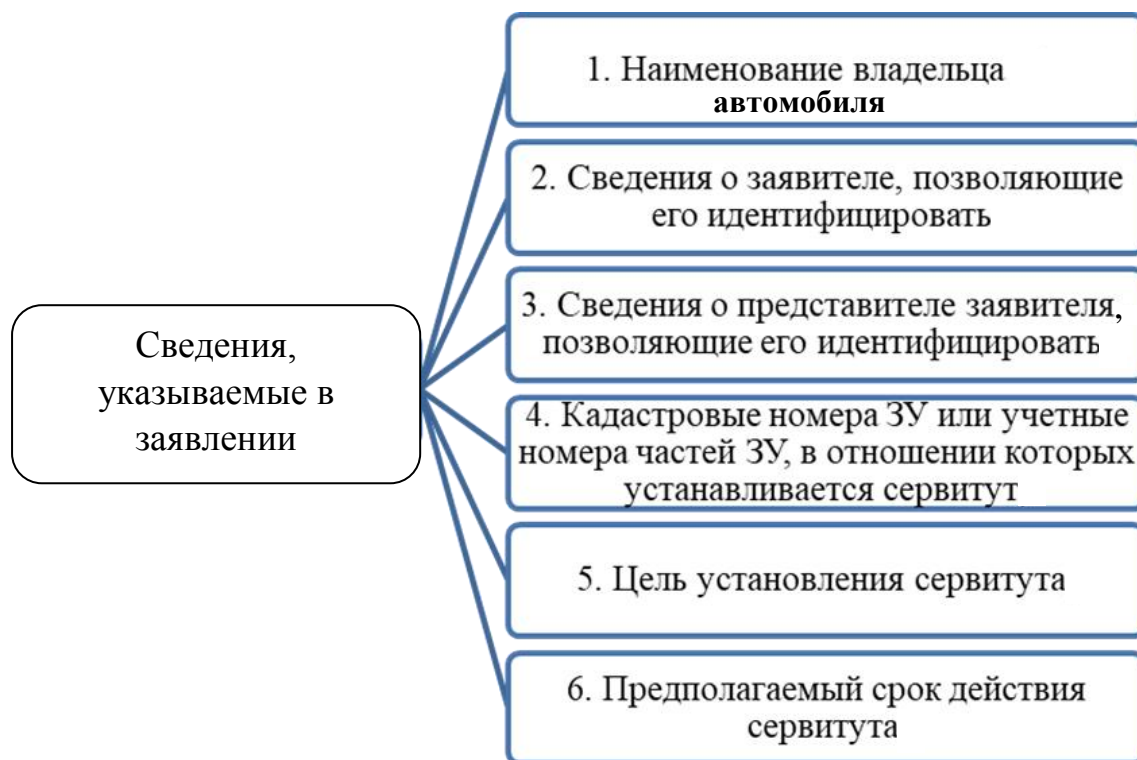 Сведения,
указываемые в
заявлении
1. Наименование владельца
автомобиля
2. Сведения о заявителе, позволяющие
его идентифицировать
3. Сведения о представителе заявителя,
позволяющие его идентифицировать
4. Кадастровые номера ЗУ или учетные
номера частей ЗУ, в отношении которых
устанавливается сервитут
5. Цель установления сервитута
6. Предполагаемый срок действия
сервитута